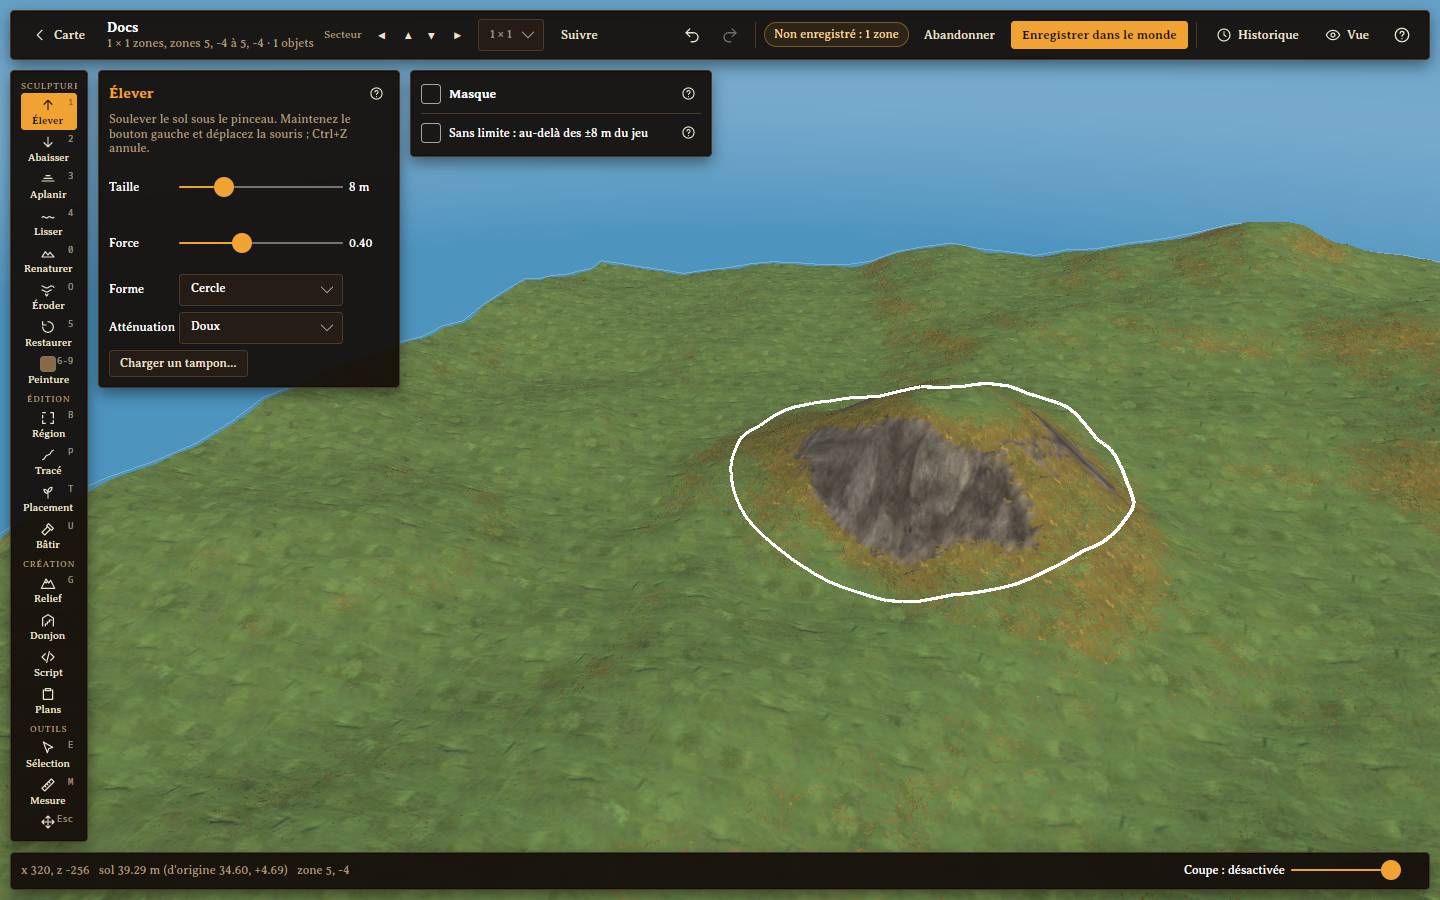 Carte
Docs
1 × 1 zones, zones 5, -4 à 5, -4 · 1 objets
Secteur
1 × 1
Suivre
Non enregistré : 1 zone
Abandonner
Enregistrer dans le monde
Historique
Vue
SCULPTURE
1
Élever
2
Abaisser
3
Aplanir
4
Lisser
0
Renaturer
O
Éroder
5
Restaurer
6-9
Peinture
ÉDITION
B
Région
P
Tracé
T
Placement
U
Bâtir
CRÉATION
G
Relief
Donjon
Script
Plans
OUTILS
E
Sélection
M
Mesure
Esc
Élever
Soulever le sol sous le pinceau. Maintenez le
bouton gauche et déplacez la souris ; Ctrl+Z
annule.
Taille 8 m
Force 0.40
Forme Cercle
Atténuation Doux
Charger un tampon...
Masque
Sans limite : au-delà des ±8 m du jeu
x 320, z -256 sol 39.29 m (d'origine 34.60, +4.69) zone 5, -4
Coupe : désactivée